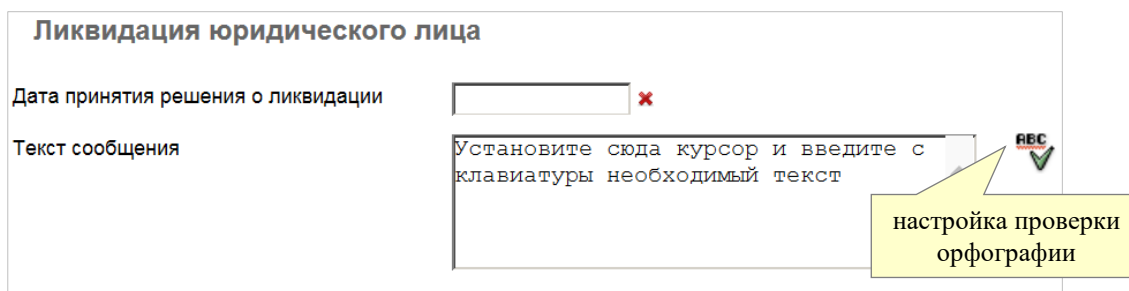 Ликвидация юридического лица
Дата принятия решения о ликвидации
Текст сообщения
Установите сюда курсор и введите с
клавиатуры необходимый текст
ABC
настройка проверки
орфографии